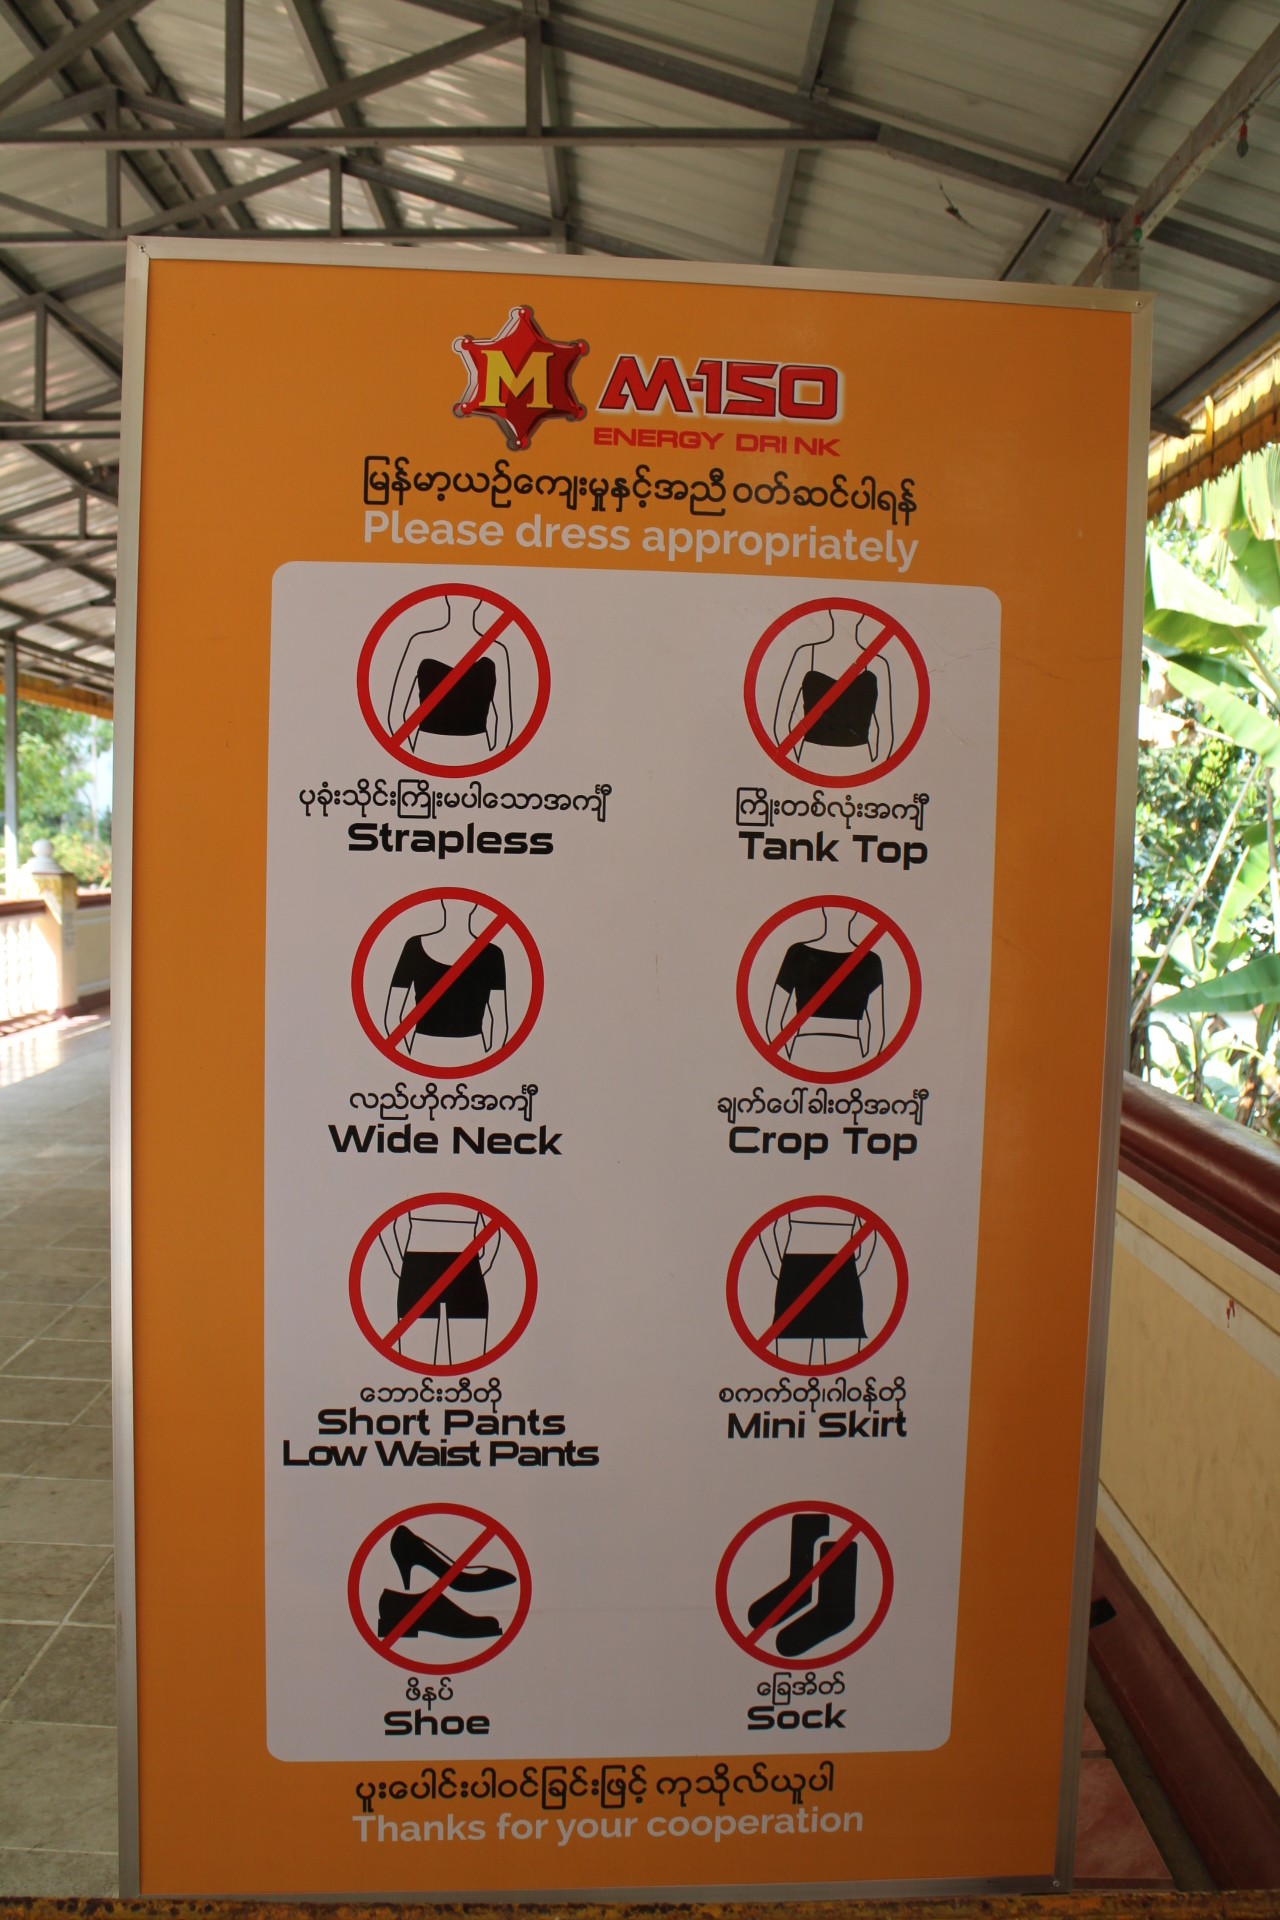 M M-150
ENERGY DRINK
မြန်မာ့ယဉ်ကျေးမှုနှင့်အညီ ဝတ်ဆင်ပါရန်
Please dress appropriately
ပုခုံးသိုင်းကြိုးမပါသောအင်္ကျီ
Strapless
ကြိုးတစ်လုံးအင်္ကျီ
Tank Top
လည်ဟိုက်အင်္ကျီ
Wide Neck
ချက်ပေါ်ခါးတိုအင်္ကျီ
Crop Top
ဘောင်းဘီတို
Short Pants
Low Waist Pants
စကတ်တို၊ဂါဝန်တို
Mini Skirt
ဖိနပ်
Shoe
ခြေအိတ်
Sock
ပူးပေါင်းပါဝင်ခြင်းဖြင့် ကုသိုလ်ယူပါ
Thanks for your cooperation